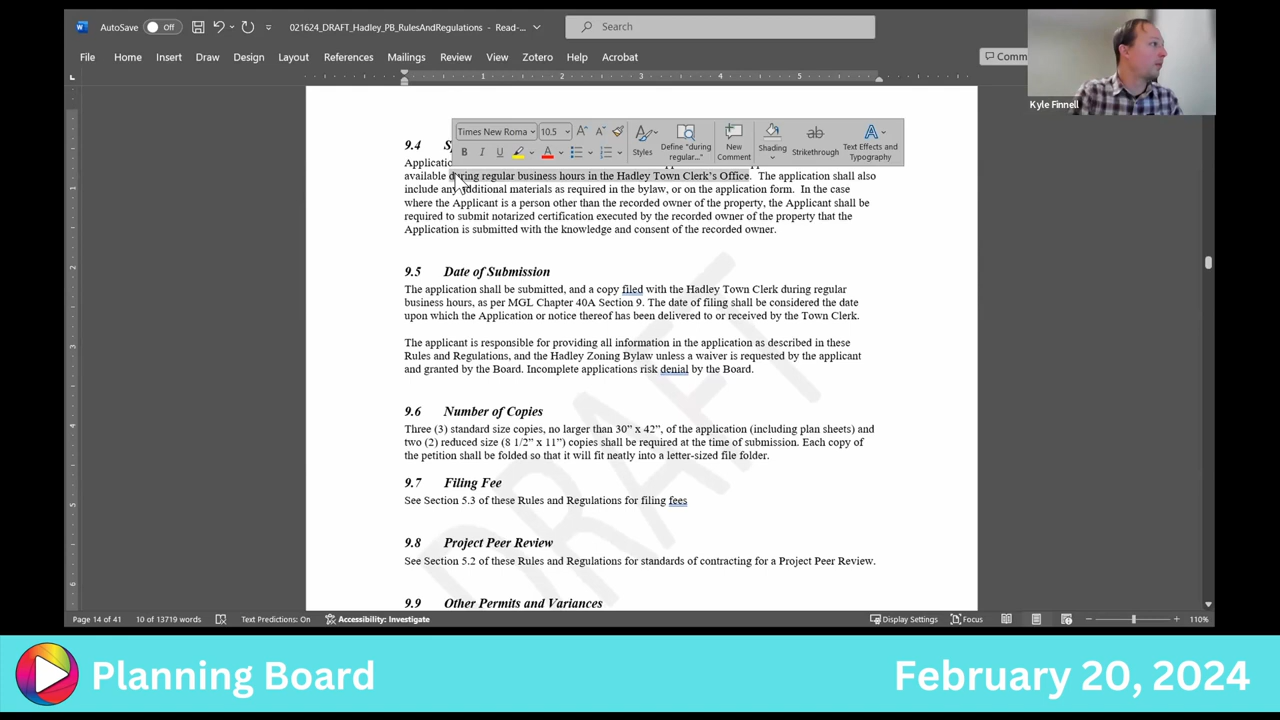 AutoSave Off 021624_DRAFT_Hadley_PB_RulesAndRegulations - Read-... Search
File Home Insert Draw Design Layout References Mailings Review View Zotero Help Acrobat Comm
Kyle Finnell
1 2 3 4 5
Times New Roma 10.5 Styles Define "during regular..." New Comment Shading Strikethrough Text Effects and Typography
9.4
Applicatio
available during regular business hours in the Hadley Town Clerk's Office. The application shall also
include any additional materials as required in the bylaw, or on the application form. In the case
where the Applicant is a person other than the recorded owner of the property, the Applicant shall be
required to submit notarized certification executed by the recorded owner of the property that the
Application is submitted with the knowledge and consent of the recorded owner.
9.5 Date of Submission
The application shall be submitted, and a copy filed with the Hadley Town Clerk during regular
business hours, as per MGL Chapter 40A Section 9. The date of filing shall be considered the date
upon which the Application or notice thereof has been delivered to or received by the Town Clerk.
The applicant is responsible for providing all information in the application as described in these
Rules and Regulations, and the Hadley Zoning Bylaw unless a waiver is requested by the applicant
and granted by the Board. Incomplete applications risk denial by the Board.
9.6 Number of Copies
Three (3) standard size copies, no larger than 30” x 42”, of the application (including plan sheets) and
two (2) reduced size (8 1/2” x 11”) copies shall be required at the time of submission. Each copy of
the petition shall be folded so that it will fit neatly into a letter-sized file folder.
9.7 Filing Fee
See Section 5.3 of these Rules and Regulations for filing fees
9.8 Project Peer Review
See Section 5.2 of these Rules and Regulations for standards of contracting for a Project Peer Review.
9.9 Other Permits and Variances
DRAFT
Page 14 of 41 10 of 13719 words Text Predictions: On Accessibility: Investigate Display Settings Focus 110%
Planning Board February 20, 2024